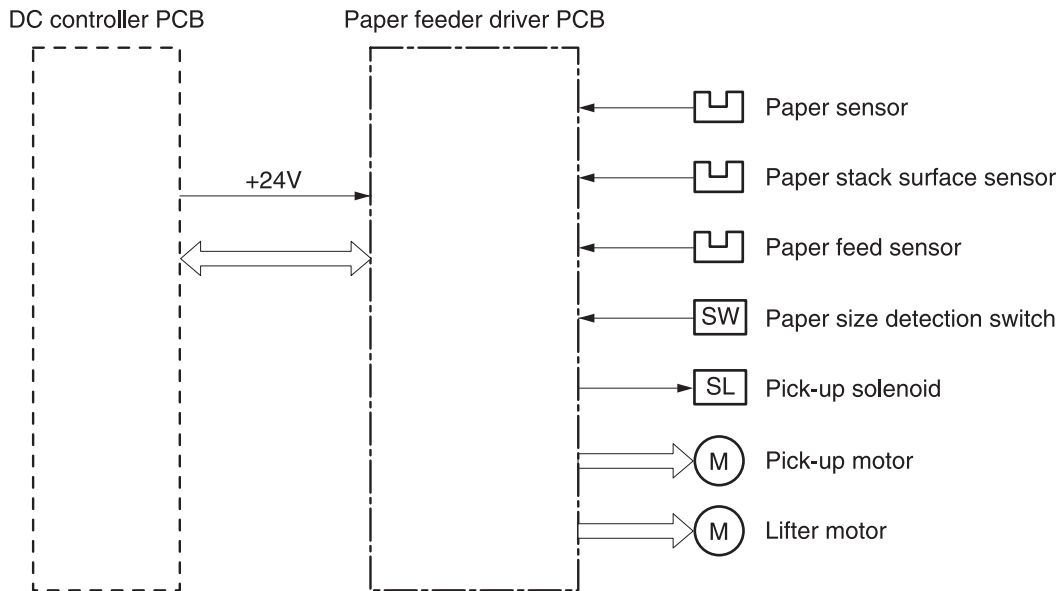 DC controller PCB
Paper feeder driver PCB
Paper sensor
+24V
Paper stack surface sensor
Paper feed sensor
SW Paper size detection switch
SL Pick-up solenoid
M Pick-up motor
M Lifter motor